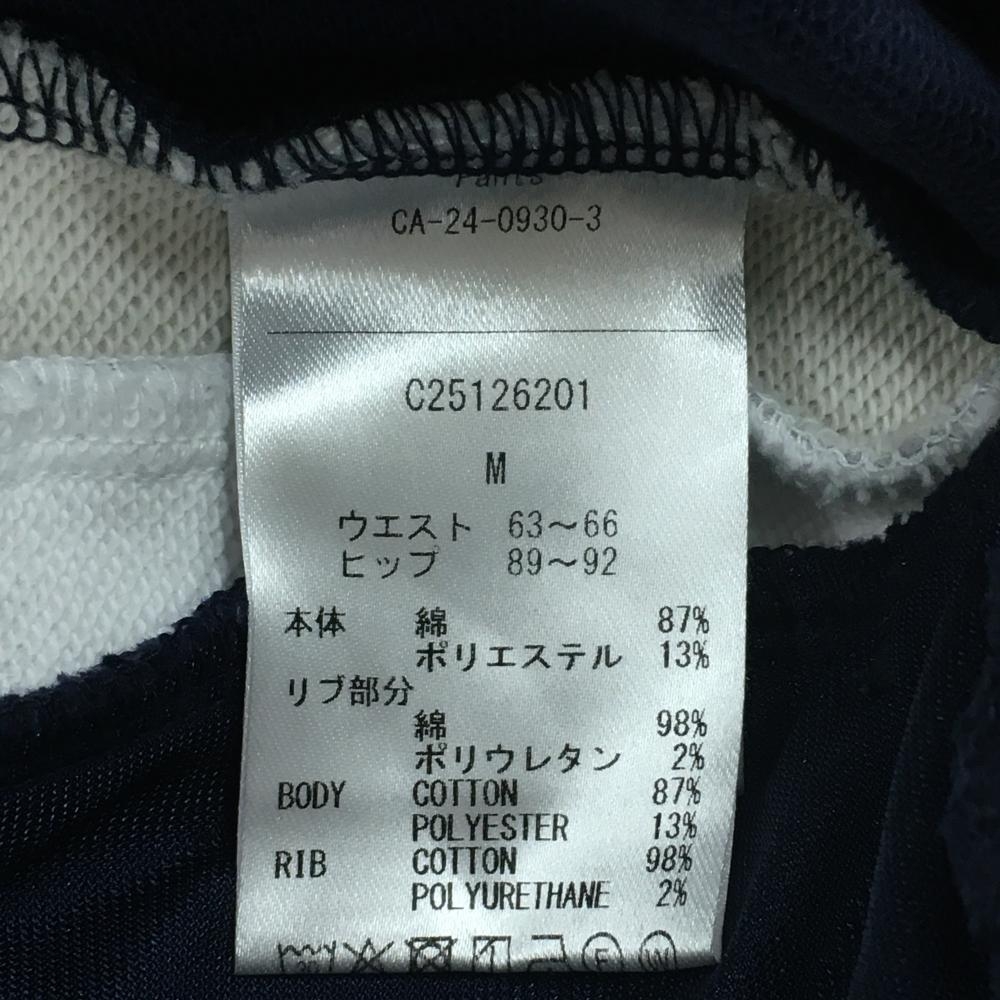 Pants
CA-24-0930-3
C25126201
M
ウエスト 63～66
ヒップ 89～92
本体 綿 87%
ポリエステル 13%
リブ部分
綿 98%
ポリウレタン 2%
BODY COTTON 87%
POLYESTER 13%
RIB COTTON 98%
POLYURETHANE 2%